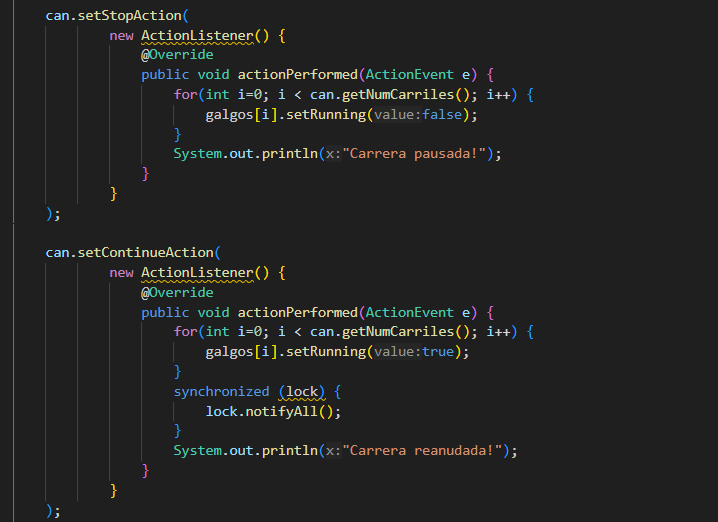 can.setStopAction(
new ActionListener() {
@Override
public void actionPerformed(ActionEvent e) {
for(int i=0; i < can.getNumCarriles(); i++) {
galgos[i].setRunning(value:false);
}
System.out.println(x:"Carrera pausada!");
}
}
);
can.setContinueAction(
new ActionListener() {
@Override
public void actionPerformed(ActionEvent e) {
for(int i=0; i < can.getNumCarriles(); i++) {
galgos[i].setRunning(value:true);
}
synchronized (lock) {
lock.notifyAll();
}
System.out.println(x:"Carrera reanudada!");
}
}
);